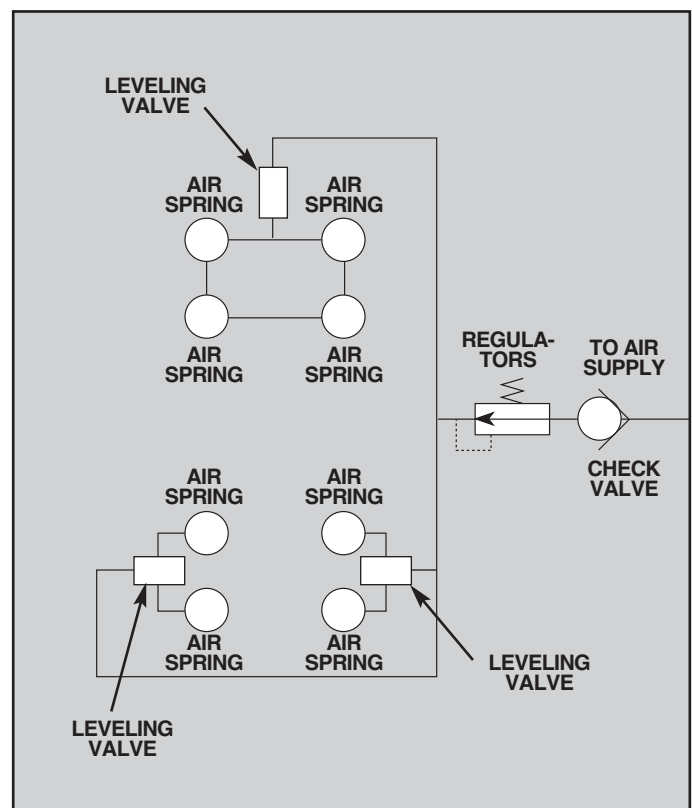 LEVELING
VALVE
AIR
SPRING
AIR
SPRING
AIR
SPRING
AIR
SPRING
REGULA-
TORS
TO AIR
SUPPLY
CHECK
VALVE
AIR
SPRING
AIR
SPRING
AIR
SPRING
AIR
SPRING
LEVELING
VALVE
LEVELING
VALVE